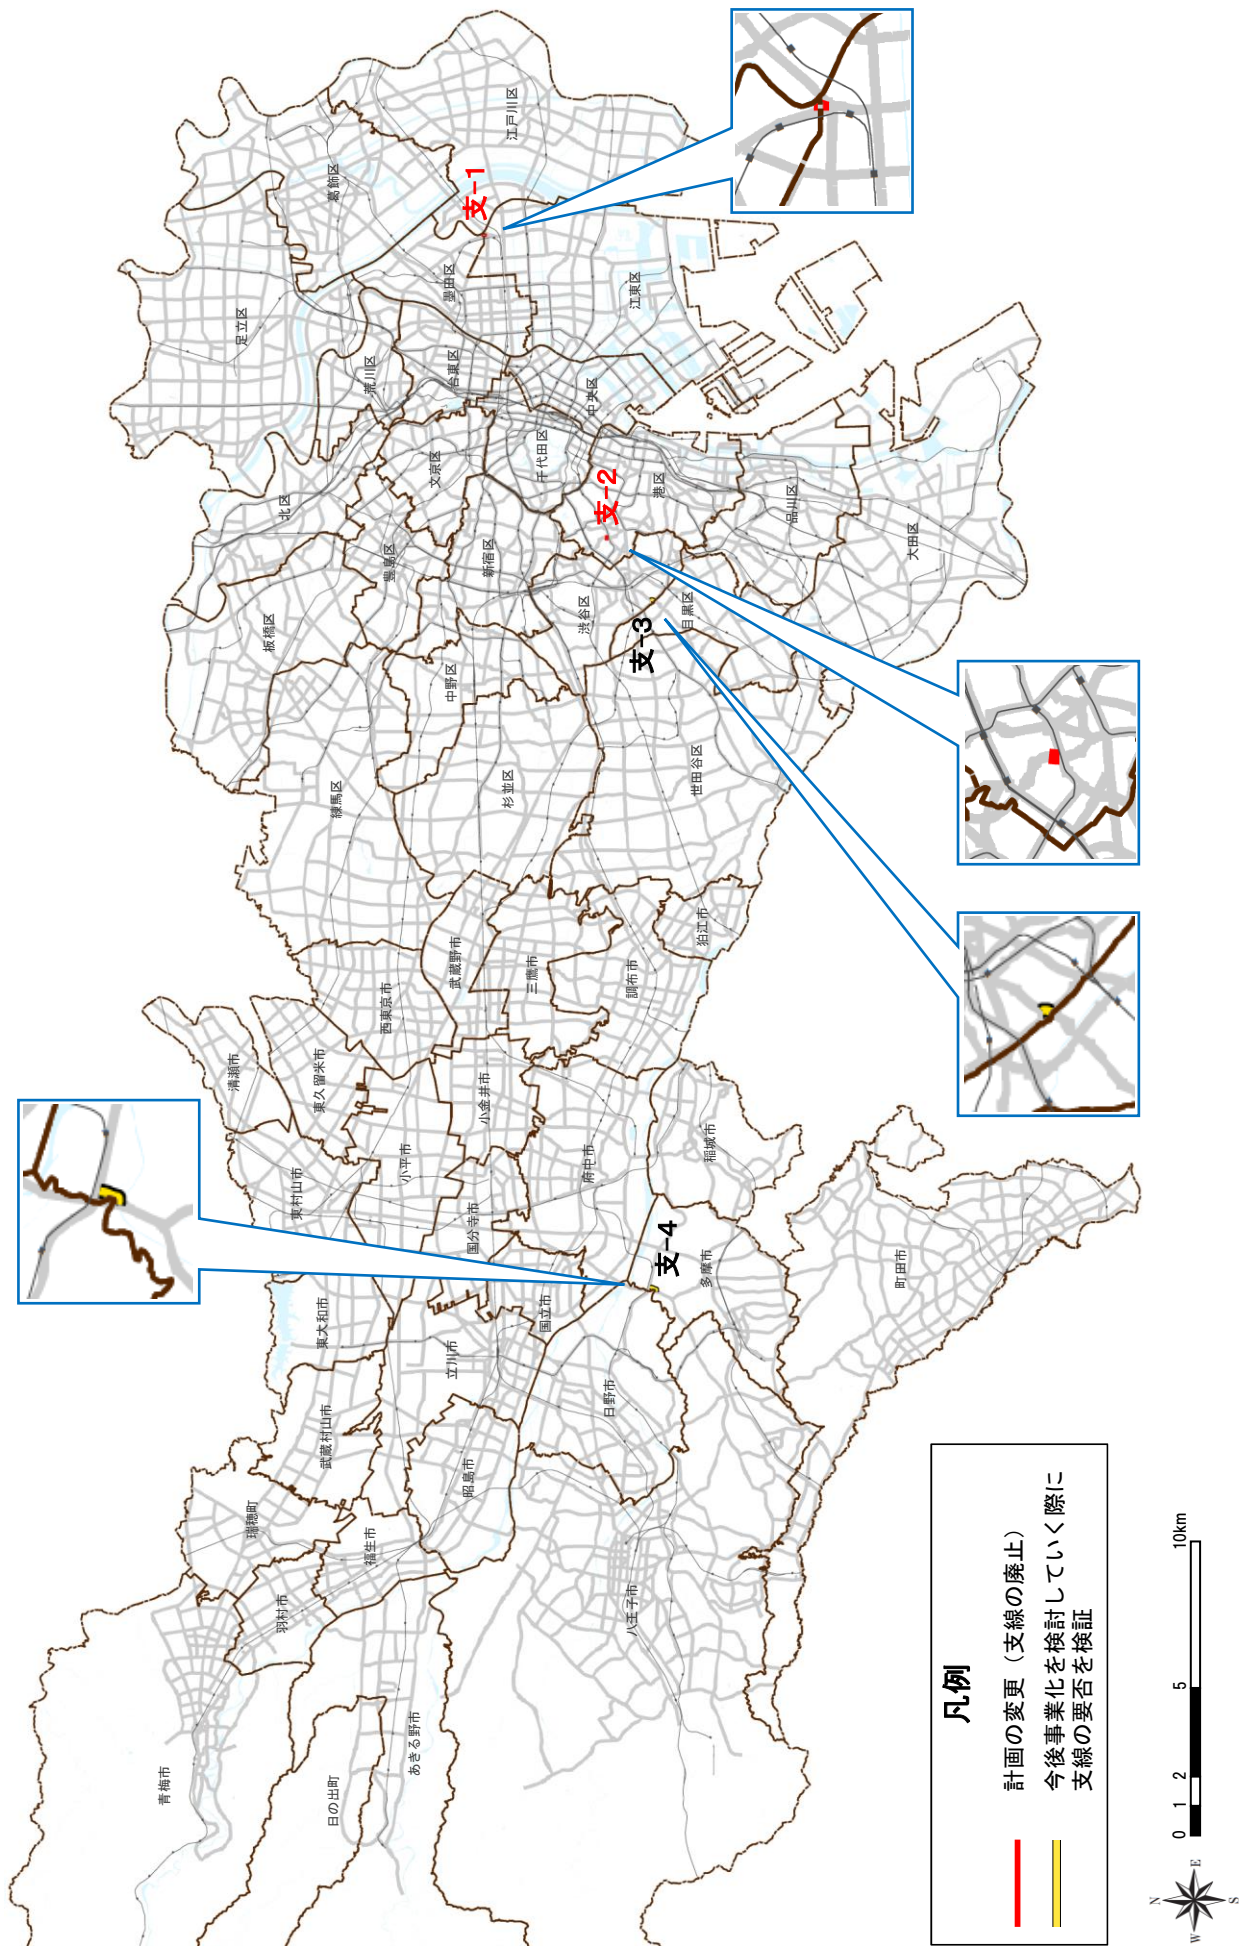 江戸川区
葛飾区
支-1
足立区
墨田区
江東区
荒川区
台東区
中央区
北区
文京区
千代田区
支-2
港区
品川区
大田区
豊島区
新宿区
渋谷区
目黒区
支-3
板橋区
中野区
練馬区
杉並区
世田谷区
武蔵野市
三鷹市
狛江市
調布市
西東京市
清瀬市
東久留米市
小金井市
小平市
府中市
稲城市
東村山市
国分寺市
支-4
多摩市
町田市
東大和市
国立市
立川市
日野市
武蔵村山市
昭島市
瑞穂町
福生市
羽村市
八王子市
青梅市
日の出町
あきる野市
凡例
計画の変更（支線の廃止）
今後事業化を検討していく際に
支線の要否を検証
0 1 2 5 10km
N
W E
S